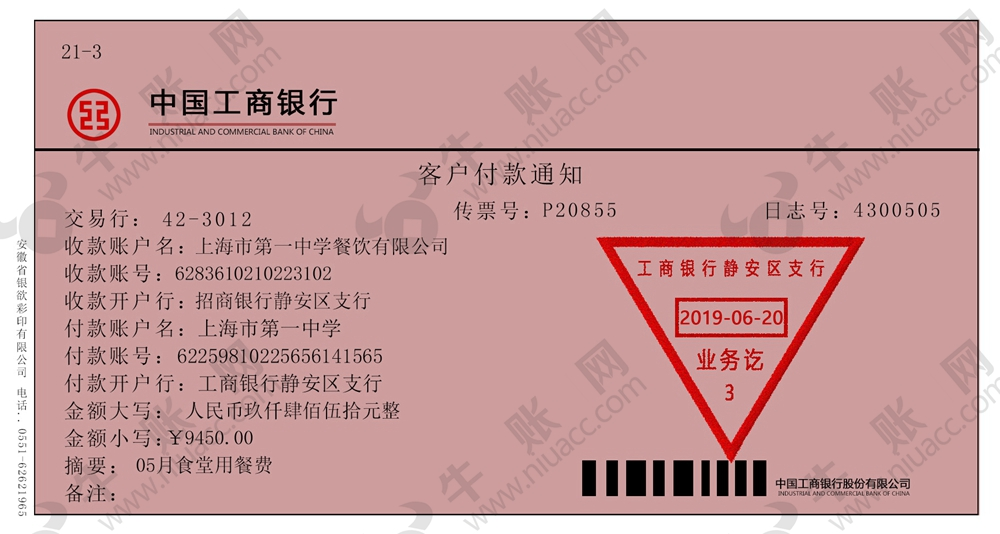 21-3
中国工商银行
INDUSTRIAL AND COMMERCIAL BANK OF CHINA
客户付款通知
传票号：P20855
日志号：4300505
交易行： 42-3012
收款账户名：上海市第一中学餐饮有限公司
收款账号：6283610210223102
收款开户行：招商银行静安区支行
付款账户名：上海市第一中学
付款账号：622598102256561​41565
付款开户行：工商银行静安区支行
金额大写： 人民币玖仟肆佰伍拾元整
金额小写：￥9450.00
摘要： 05月食堂用餐费
备注：
工商银行静安区支行
2019-06-20
业务讫
3
中国工商银行股份有限公司
INDUSTRIAL AND COMMERCIAL BANK OF CHINA
安徽省银欲彩印有限公司 电话.. 0551-62621965
牛账网
www.niuacc.com